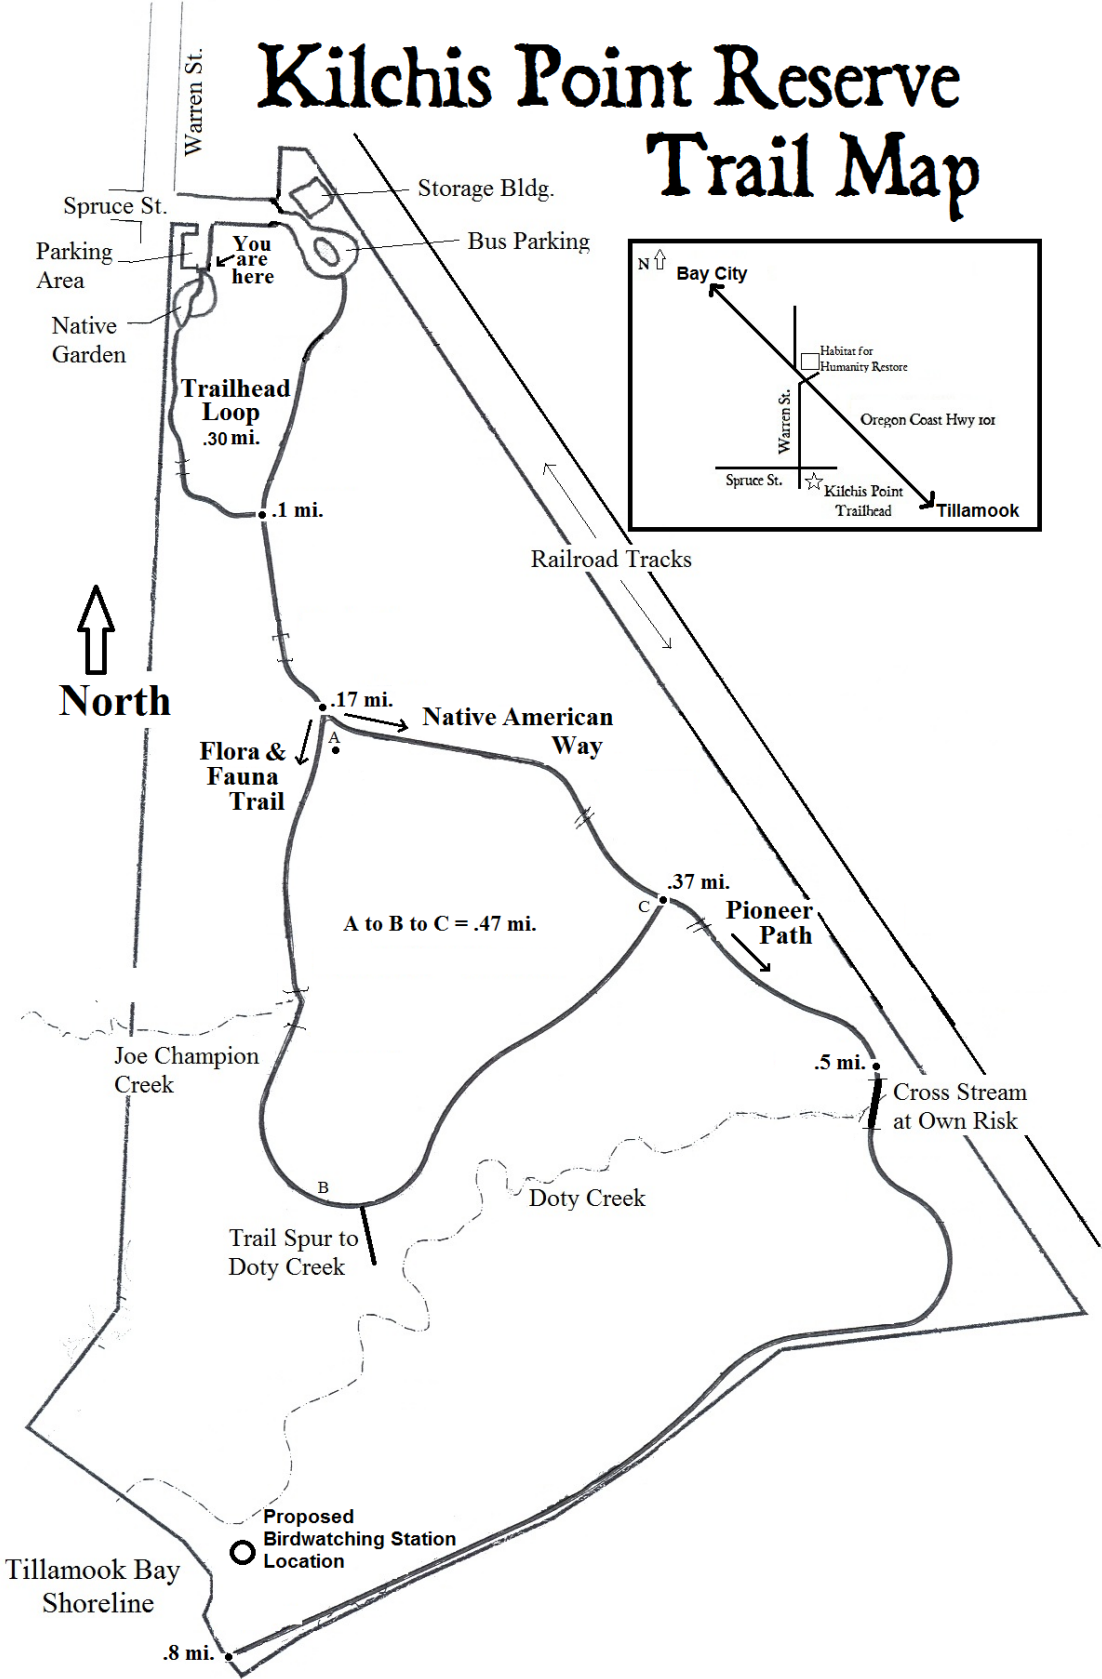 Kilchis Point Reserve
Trail Map
Warren St.
Spruce St.
Storage Bldg.
Bus Parking
Parking
Area
You
are
here
Native
Garden
Trailhead
Loop
.30 mi.
.1 mi.
N
Bay City
Habitat for
Humanity Restore
Warren St.
Oregon Coast Hwy 101
Spruce St.
Kilchis Point
Trailhead
Tillamook
Railroad Tracks
North
.17 mi.
Native American
Way
A
Flora &
Fauna
Trail
.37 mi.
C
Pioneer
Path
A to B to C = .47 mi.
Joe Champion
Creek
.5 mi.
Cross Stream
at Own Risk
B
Doty Creek
Trail Spur to
Doty Creek
Proposed
Birdwatching Station
Location
Tillamook Bay
Shoreline
.8 mi.